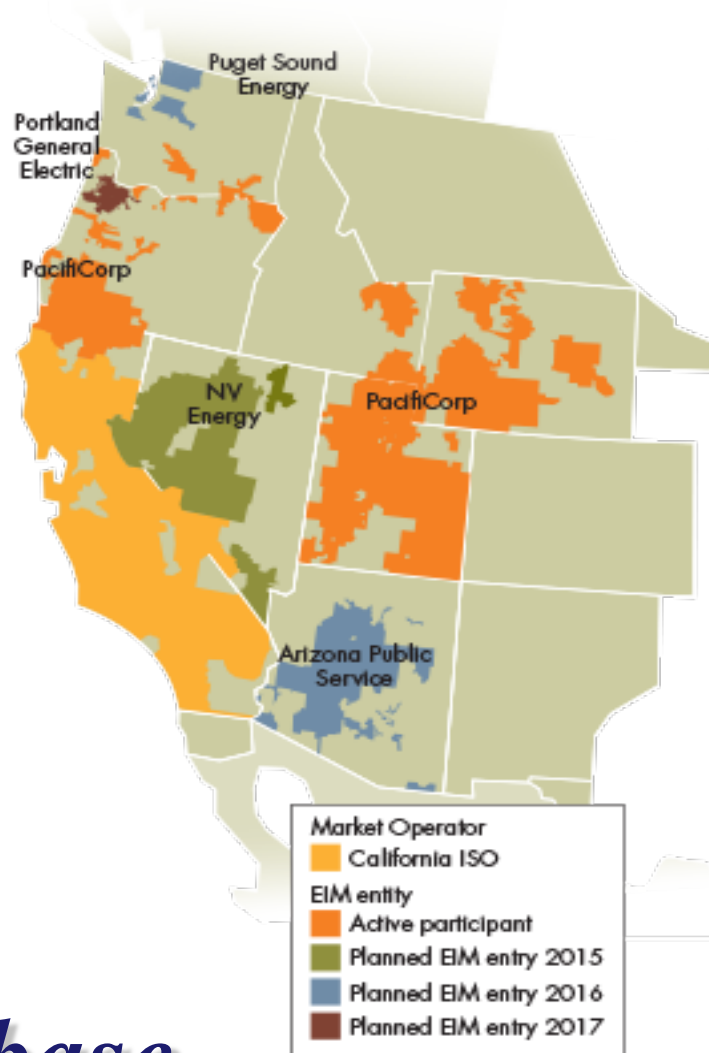 Puget Sound
Energy
Portland
General
Electric
PacifiCorp
NV
Energy
PacifiCorp
Arizona Public
Service
Market Operator
California ISO
EIM entity
Active participant
Planned EIM entry 2015
Planned EIM entry 2016
Planned EIM entry 2017
base